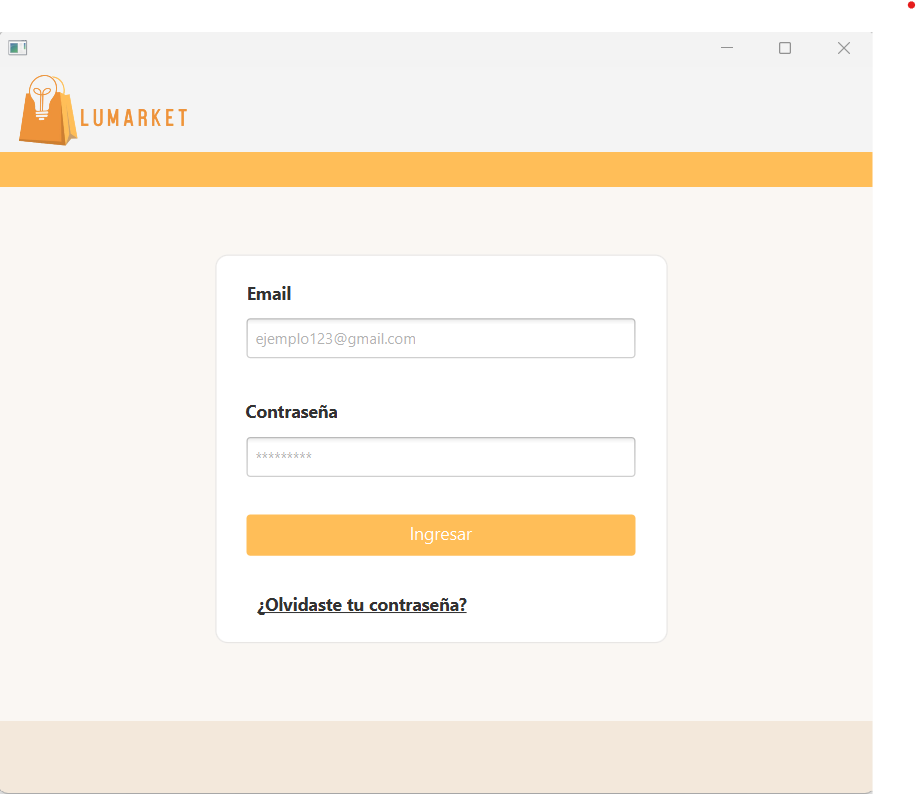 LUMARKET
Email
ejemplo123@gmail.com
Contraseña
*********
Ingresar
¿Olvidaste tu contraseña?